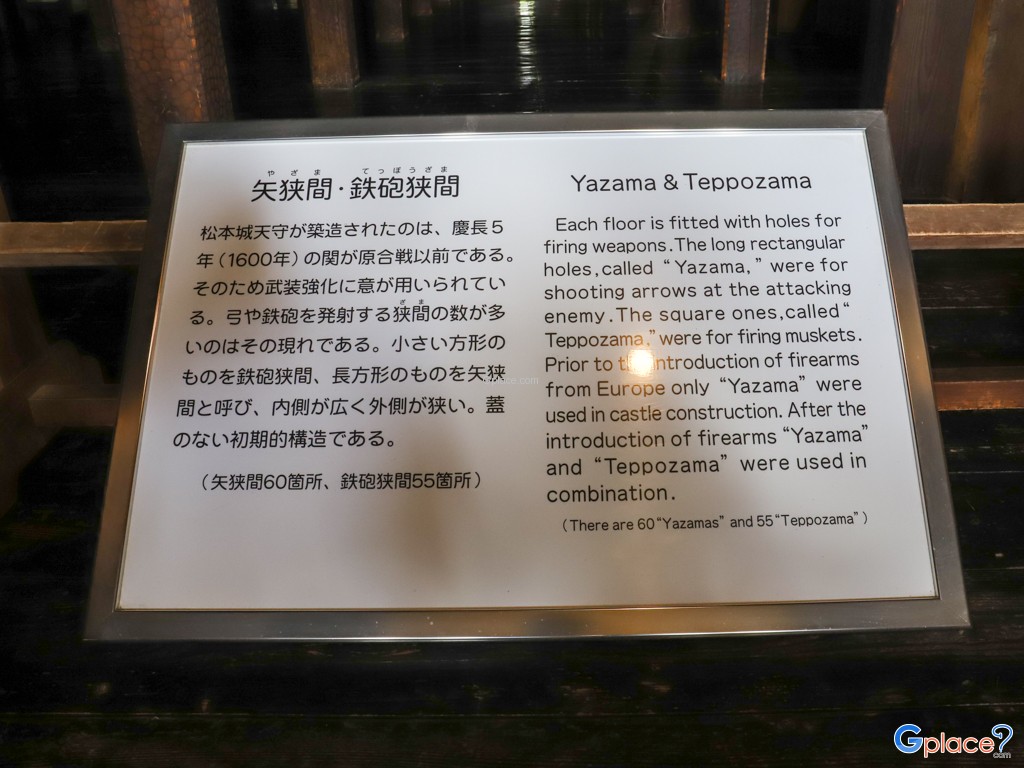 やざま　てっぽうざま
矢狭間・鉄砲狭間
松本城天守が築造されたのは、慶長5
年（1600年）の関が原合戦以前である。
そのため武装強化に意が用いられてい
ざま
る。弓や鉄砲を発射する狭間の数が多
いのはその現れである。小さい方形の
ものを鉄砲狭間、長方形のものを矢狭
間と呼び、内側が広く外側が狭い。蓋
のない初期的構造である。
（矢狭間60箇所、鉄砲狭間55箇所）
Yazama & Teppozama
Each floor is fitted with holes for
firing weapons. The long rectangular
holes, called “Yazama,” were for
shooting arrows at the attacking
enemy. The square ones, called “
Teppozama,” were for firing muskets.
Prior to introduction of firearms
from Europe only “Yazama” were
used in castle construction. After the
introduction of firearms “Yazama”
and “Teppozama” were used in
combination.
(There are 60 “Yazamas” and 55 “Teppozama”)
Gplace
.com